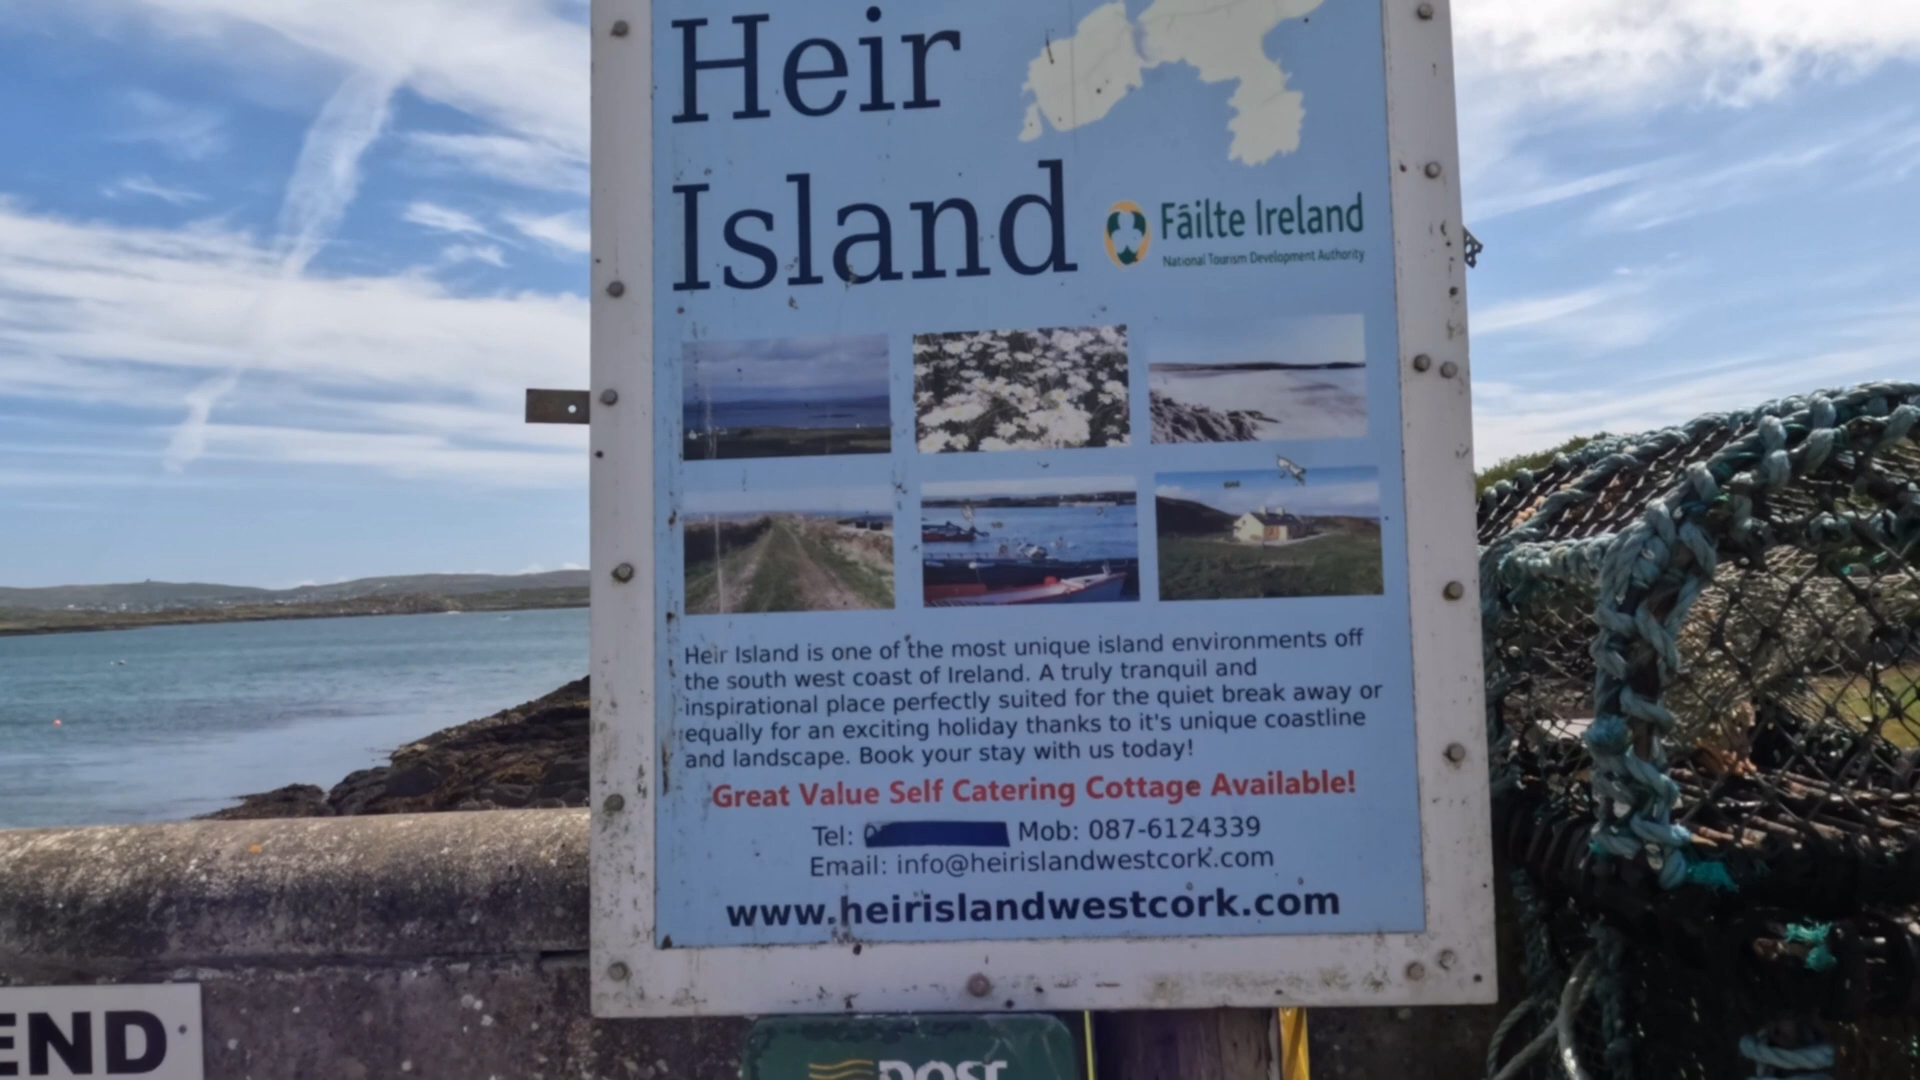 Heir
Island
Fáilte Ireland
National Tourism Development Authority
Heir Island is one of the most unique island environments off
the south west coast of Ireland. A truly tranquil and
inspirational place perfectly suited for the quiet break away or
equally for an exciting holiday thanks to it's unique coastline
and landscape. Book your stay with us today!
Great Value Self Catering Cottage Available!
Tel: 0 Mob: 087-6124339
Email: info@heirislandwestcork.com
www.heirislandwestcork.com
END
post